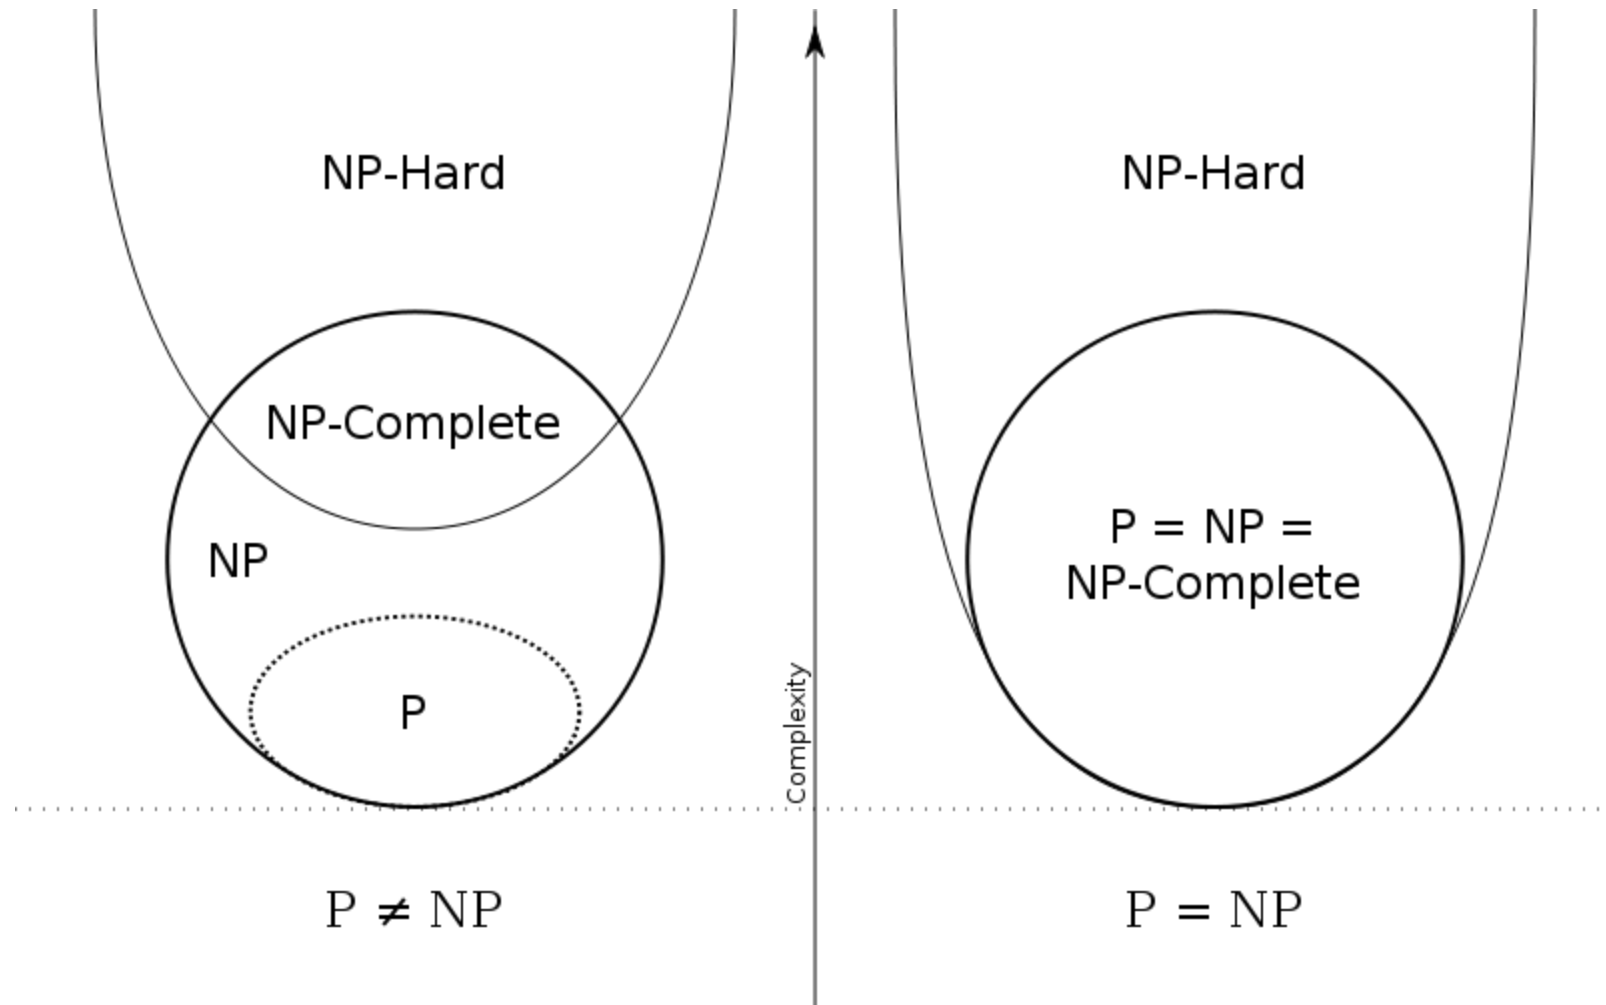 NP-Hard
NP-Complete
NP
P
P ≠ NP
Complexity
NP-Hard
P = NP =
NP-Complete
P = NP